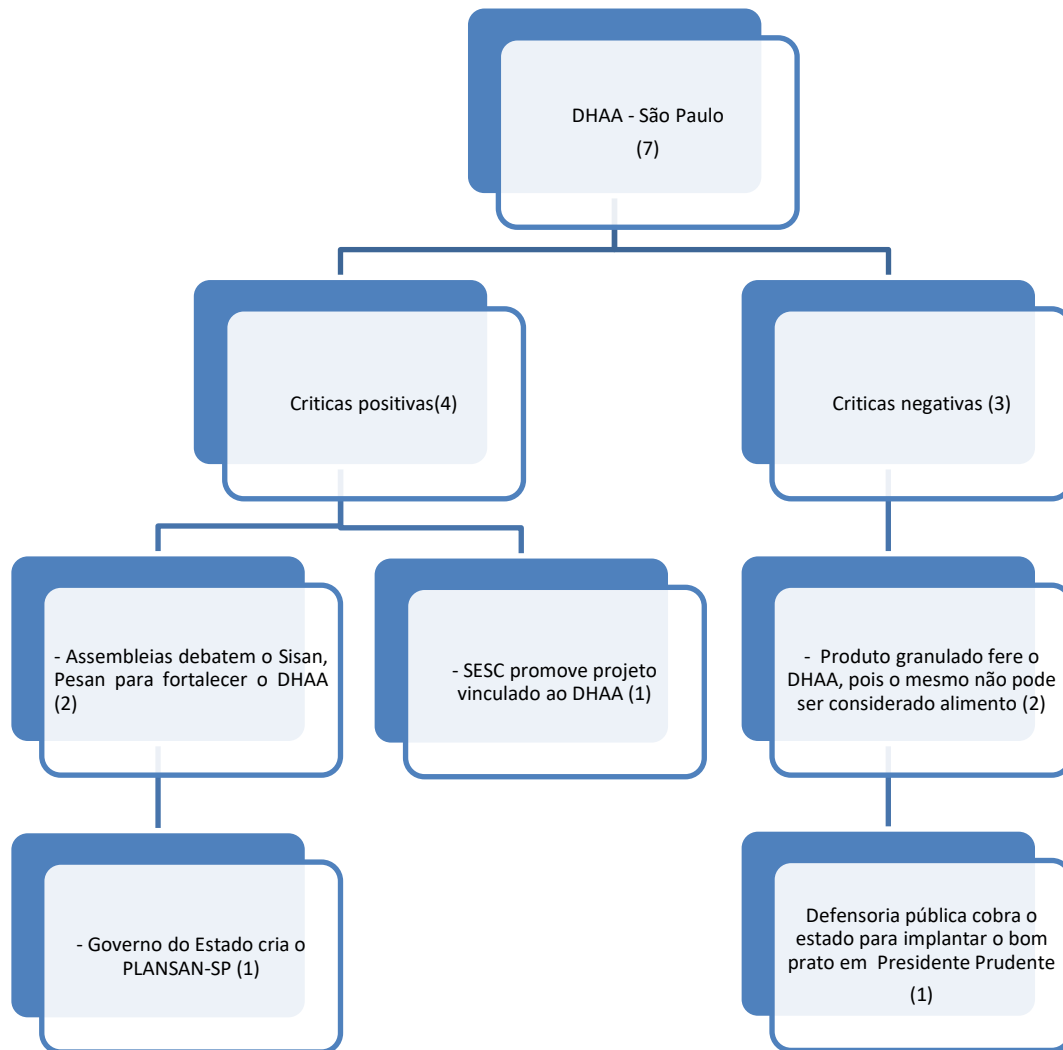 DHAA - São Paulo
(7)
Criticas positivas(4)
Criticas negativas (3)
- Assembleias debatem o Sisan,
Pesan para fortalecer o DHAA
(2)
- SESC promove projeto
vinculado ao DHAA (1)
- Produto granulado fere o
DHAA, pois o mesmo não pode
ser considerado alimento (2)
- Governo do Estado cria o
PLANSAN-SP (1)
Defensoria pública cobra o
estado para implantar o bom
prato em Presidente Prudente
(1)